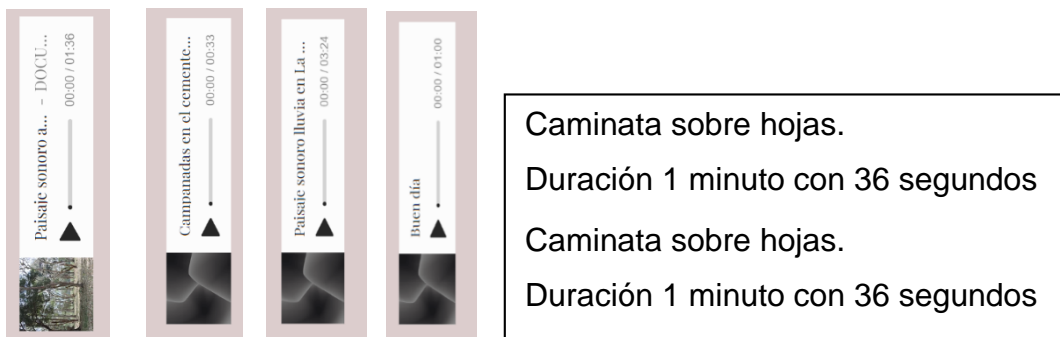 Paisaje sonoro a... - DOCU...
00:00 / 01:36
Campanadas en el cemente...
00:00 / 00:33
Paisaje sonoro lluvia en La ...
00:00 / 03:24
Buen día
00:00 / 01:00
Caminata sobre hojas.
Duración 1 minuto con 36 segundos
Caminata sobre hojas.
Duración 1 minuto con 36 segundos